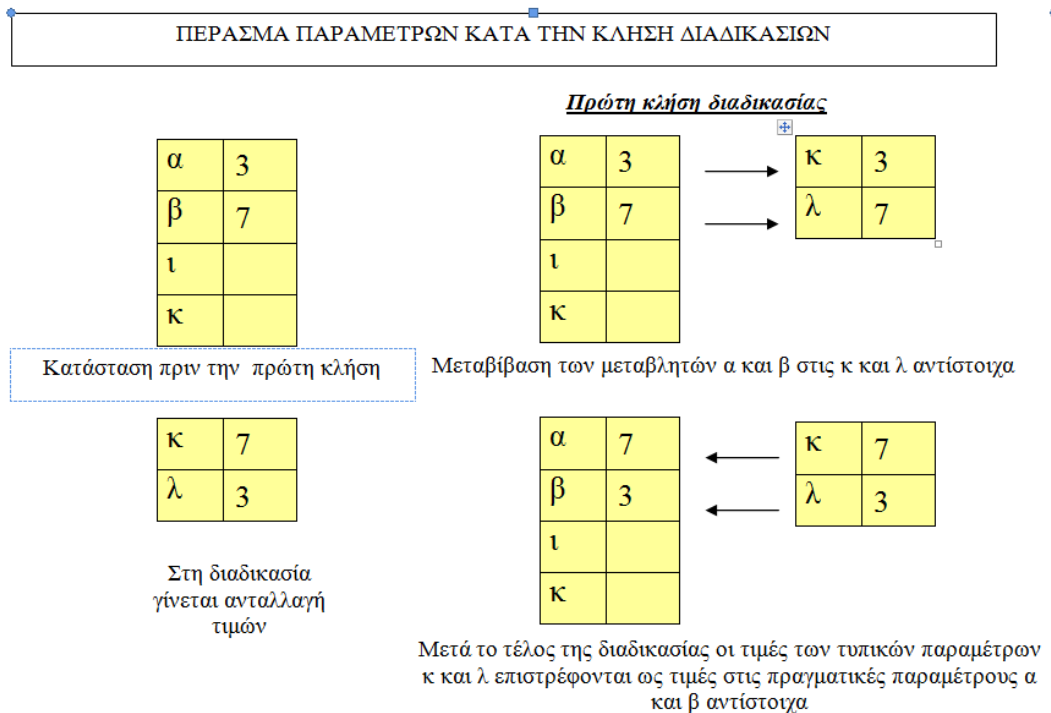 ΠΕΡΑΣΜΑ ΠΑΡΑΜΕΤΡΩΝ ΚΑΤΑ ΤΗΝ ΚΛΗΣΗ ΔΙΑΔΙΚΑΣΙΩΝ
Πρώτη κλήση διαδικασίας
α 3
β 7
ι
κ
Κατάσταση πριν την πρώτη κλήση
α 3
β 7
ι
κ
κ 3
λ 7
Μεταβίβαση των μεταβλητών α και β στις κ και λ αντίστοιχα
κ 7
λ 3
Στη διαδικασία
γίνεται ανταλλαγή
τιμών
α 7
β 3
ι
κ
κ 7
λ 3
Μετά το τέλος της διαδικασίας οι τιμές των τυπικών παραμέτρων
κ και λ επιστρέφονται ως τιμές στις πραγματικές παραμέτρους α
και β αντίστοιχα